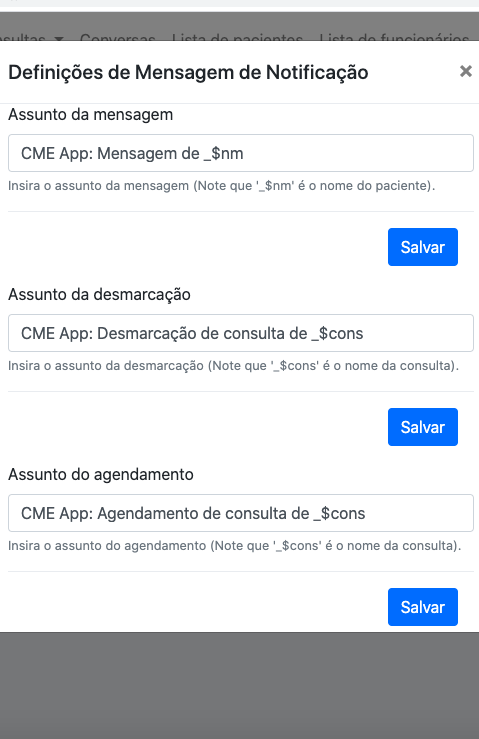 Conversas Lista de pacientes Lista de funcionários
Definições de Mensagem de Notificação
×
Assunto da mensagem
CME App: Mensagem de _$nm
Insira o assunto da mensagem (Note que '_$nm' é o nome do paciente).
Salvar
Assunto da desmarcação
CME App: Desmarcação de consulta de _$cons
Insira o assunto da desmarcação (Note que '_$cons' é o nome da consulta).
Salvar
Assunto do agendamento
CME App: Agendamento de consulta de _$cons
Insira o assunto do agendamento (Note que '_$cons' é o nome da consulta).
Salvar